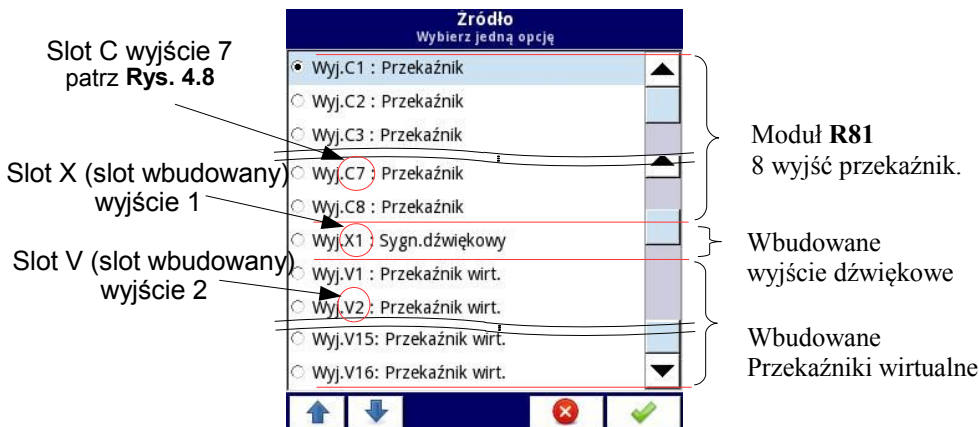 Źródło
Wybierz jedną opcję
Slot C wyjście 7
patrz Rys. 4.8
Slot X (slot wbudowany)
wyjście 1
Slot V (slot wbudowany)
wyjście 2
Wyj.C1 : Przekaźnik
Wyj.C2 : Przekaźnik
Wyj.C3 : Przekaźnik
Wyj.C7 : Przekaźnik
Wyj.C8 : Przekaźnik
Wyj.X1 : Sygn.dźwiękowy
Wyj.V1 : Przekaźnik wirt.
Wyj.V2 : Przekaźnik wirt.
Wyj.V15: Przekaźnik wirt.
Wyj.V16: Przekaźnik wirt.
Moduł R81
8 wyjść przekaźnik.
Wbudowane
wyjście dźwiękowe
Wbudowane
Przekaźniki wirtualne